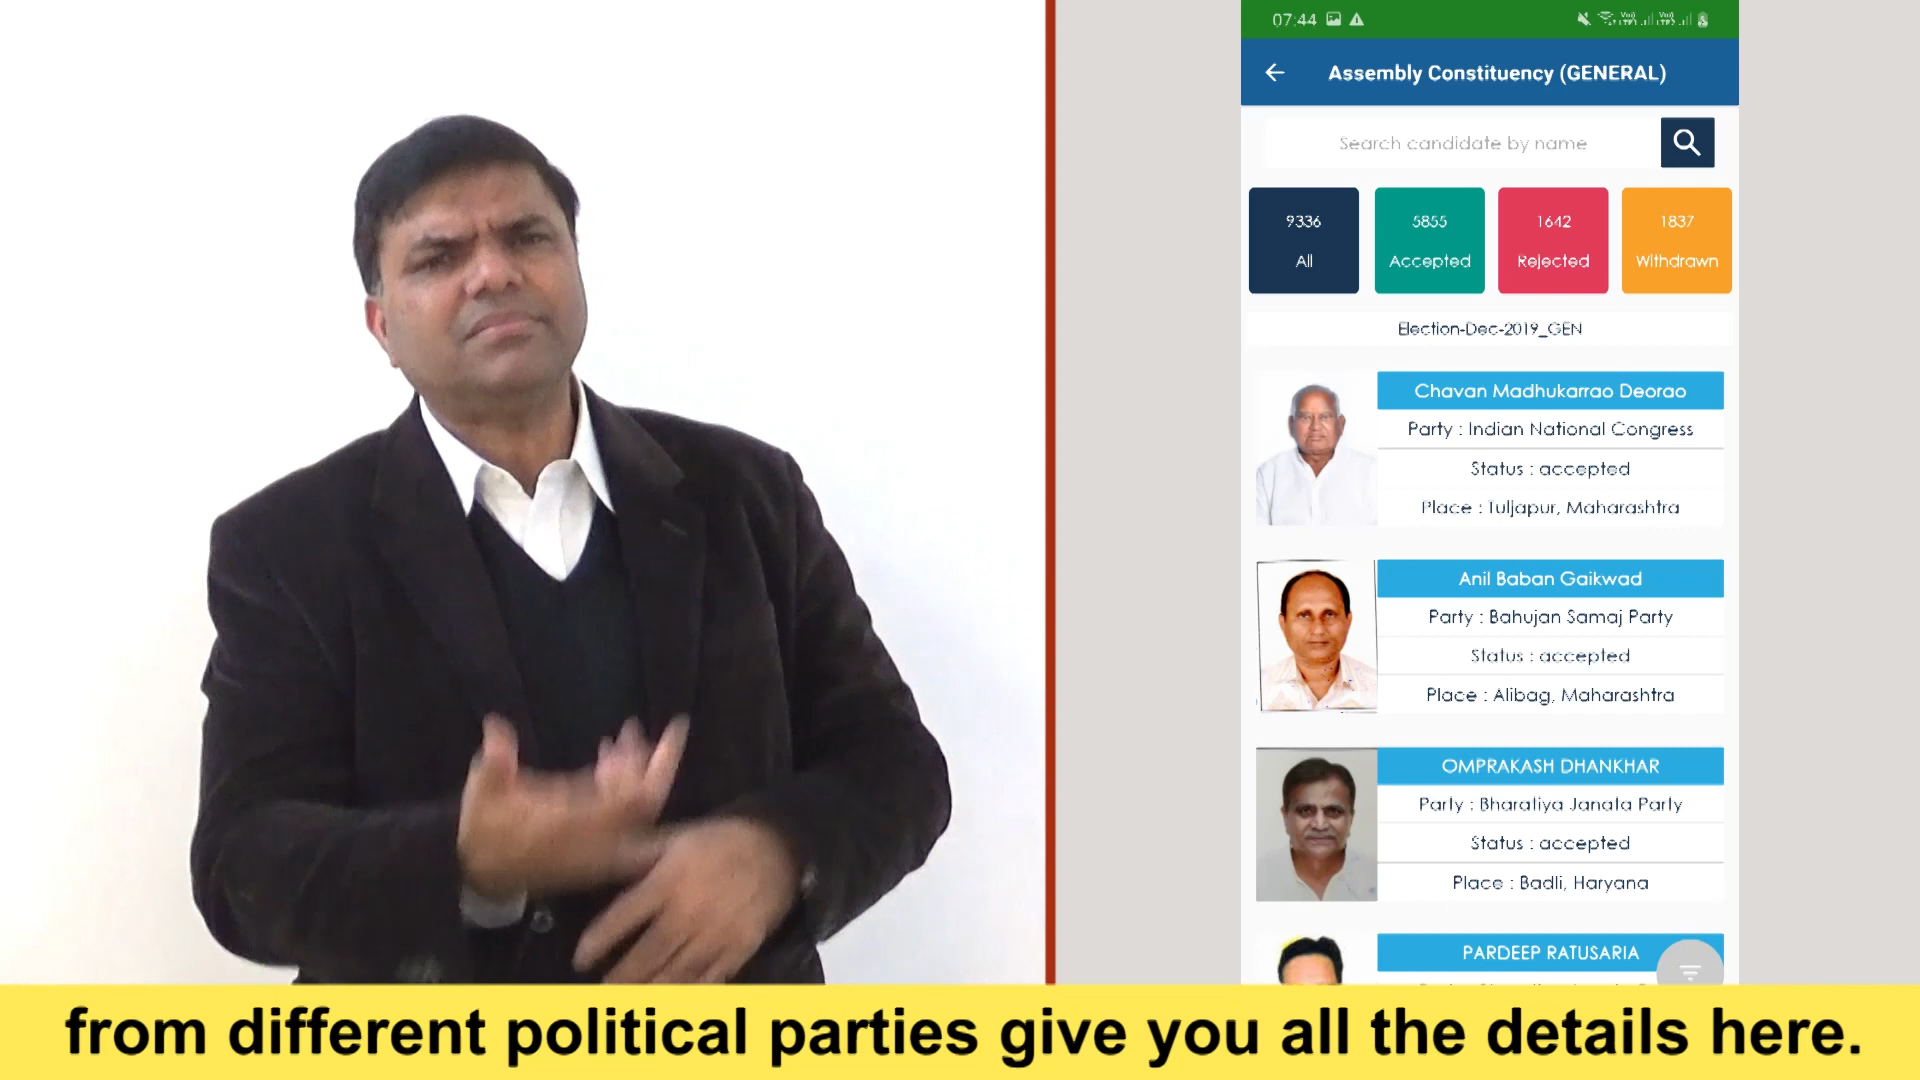 07:44
Assembly Constituency (GENERAL)
Search candidate by name
9336
All
5855
Accepted
1642
Rejected
1837
Withdrawn
Election-Dec-2019_GEN
Chavan Madhukarrao Deorao
Party : Indian National Congress
Status : accepted
Place : Tuljapur, Maharashtra
Anil Baban Gaikwad
Party : Bahujan Samaj Party
Status : accepted
Place : Alibag, Maharashtra
OMPRAKASH DHANKHAR
Party : Bharatiya Janata Party
Status : accepted
Place : Badli, Haryana
PARDEEP RATUSARIA
from different political parties give you all the details here.